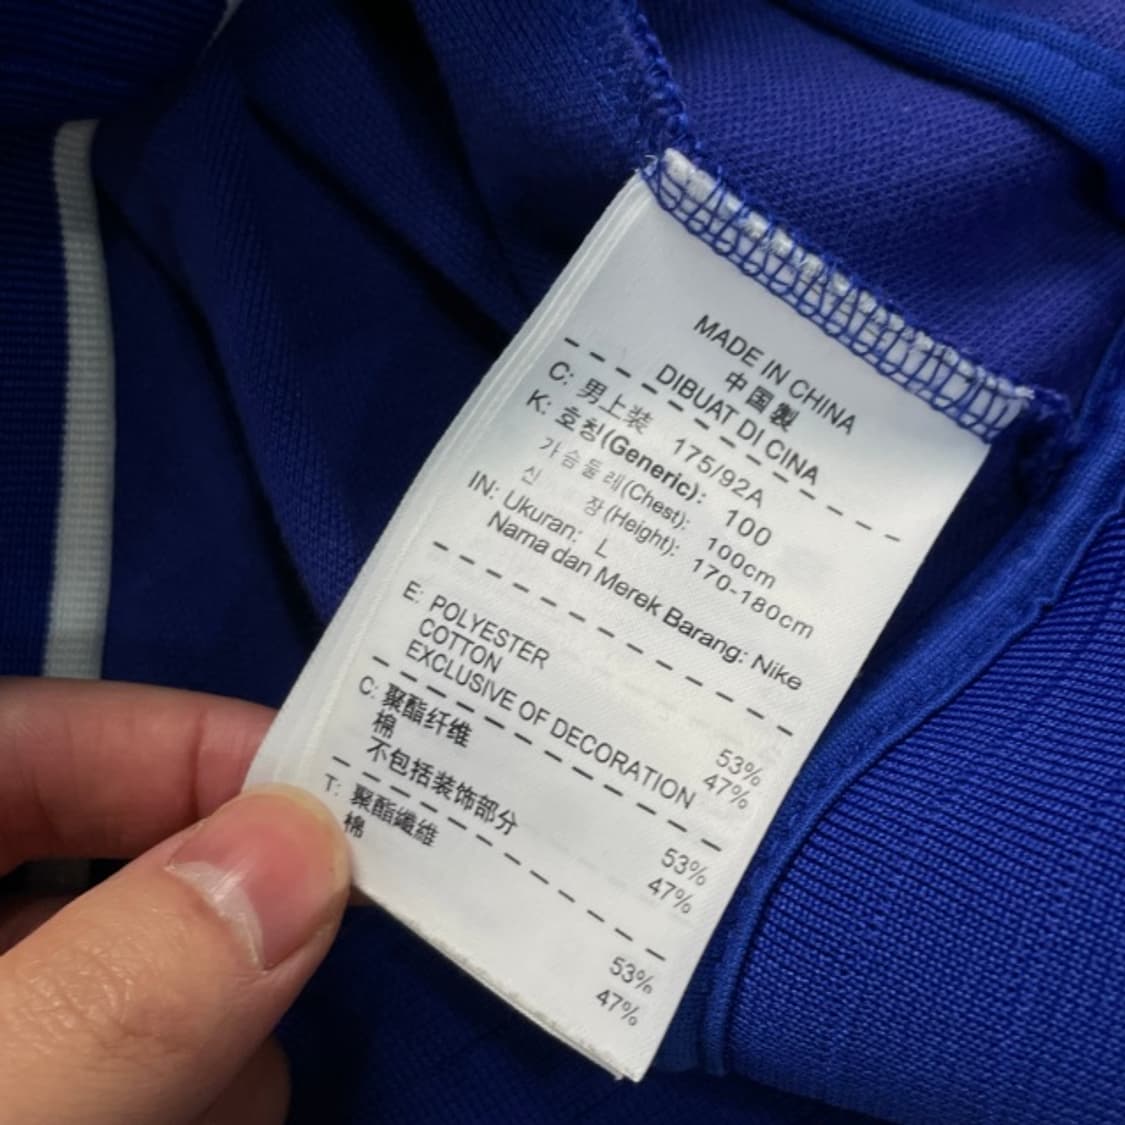 MADE IN CHINA
中国製
DIBUAT DI CINA
C: 男上装 175/92A
K: 호칭(Generic): 100
가슴둘레(Chest): 100cm
신 장(Height): 170-180cm
IN: Ukuran: L
Nama dan Merek Barang: Nike
E: POLYESTER 53%
COTTON 47%
EXCLUSIVE OF DECORATION
C: 聚酯纤维 53%
棉 47%
不包括装饰部分
T: 聚酯纖維 53%
棉 47%